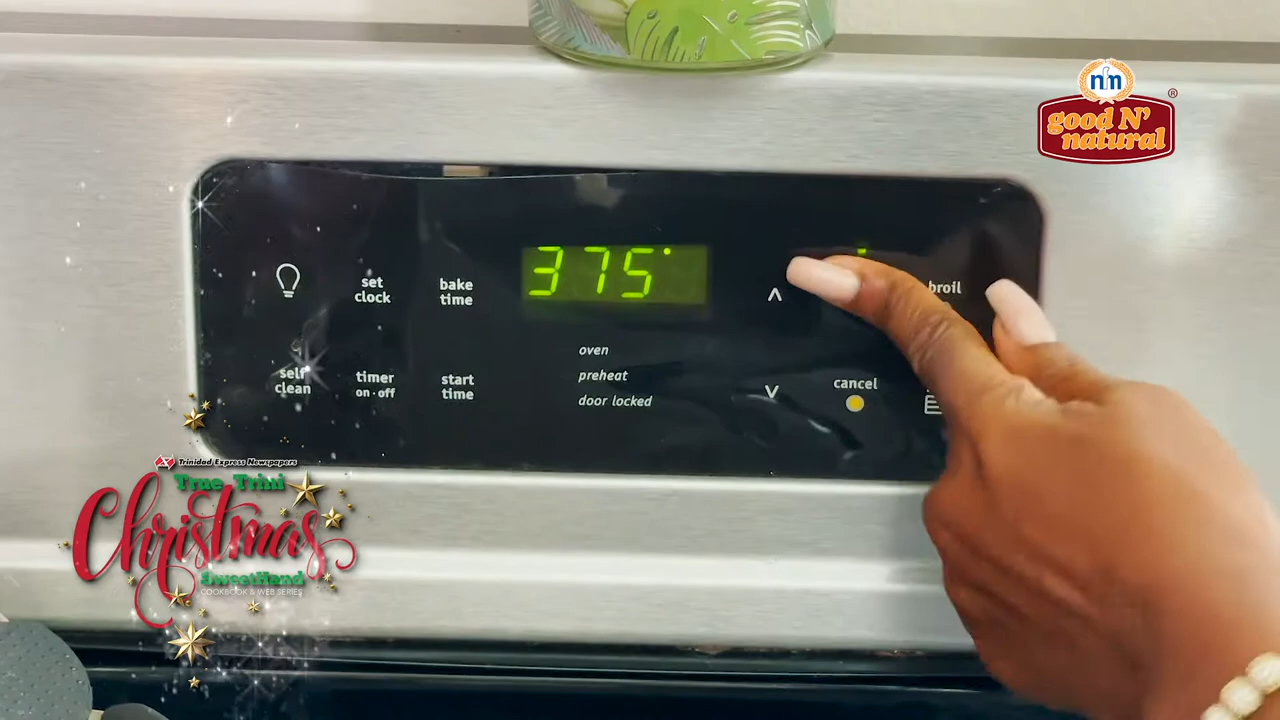 nm
good N'
natural
®
set
clock
bake
time
375°
broil
self
clean
timer
on·off
start
time
oven
preheat
door locked
cancel
Trinidad Express Newspapers
True Trini
Christmas
SweetHand
COOKBOOK & WEB SERIES